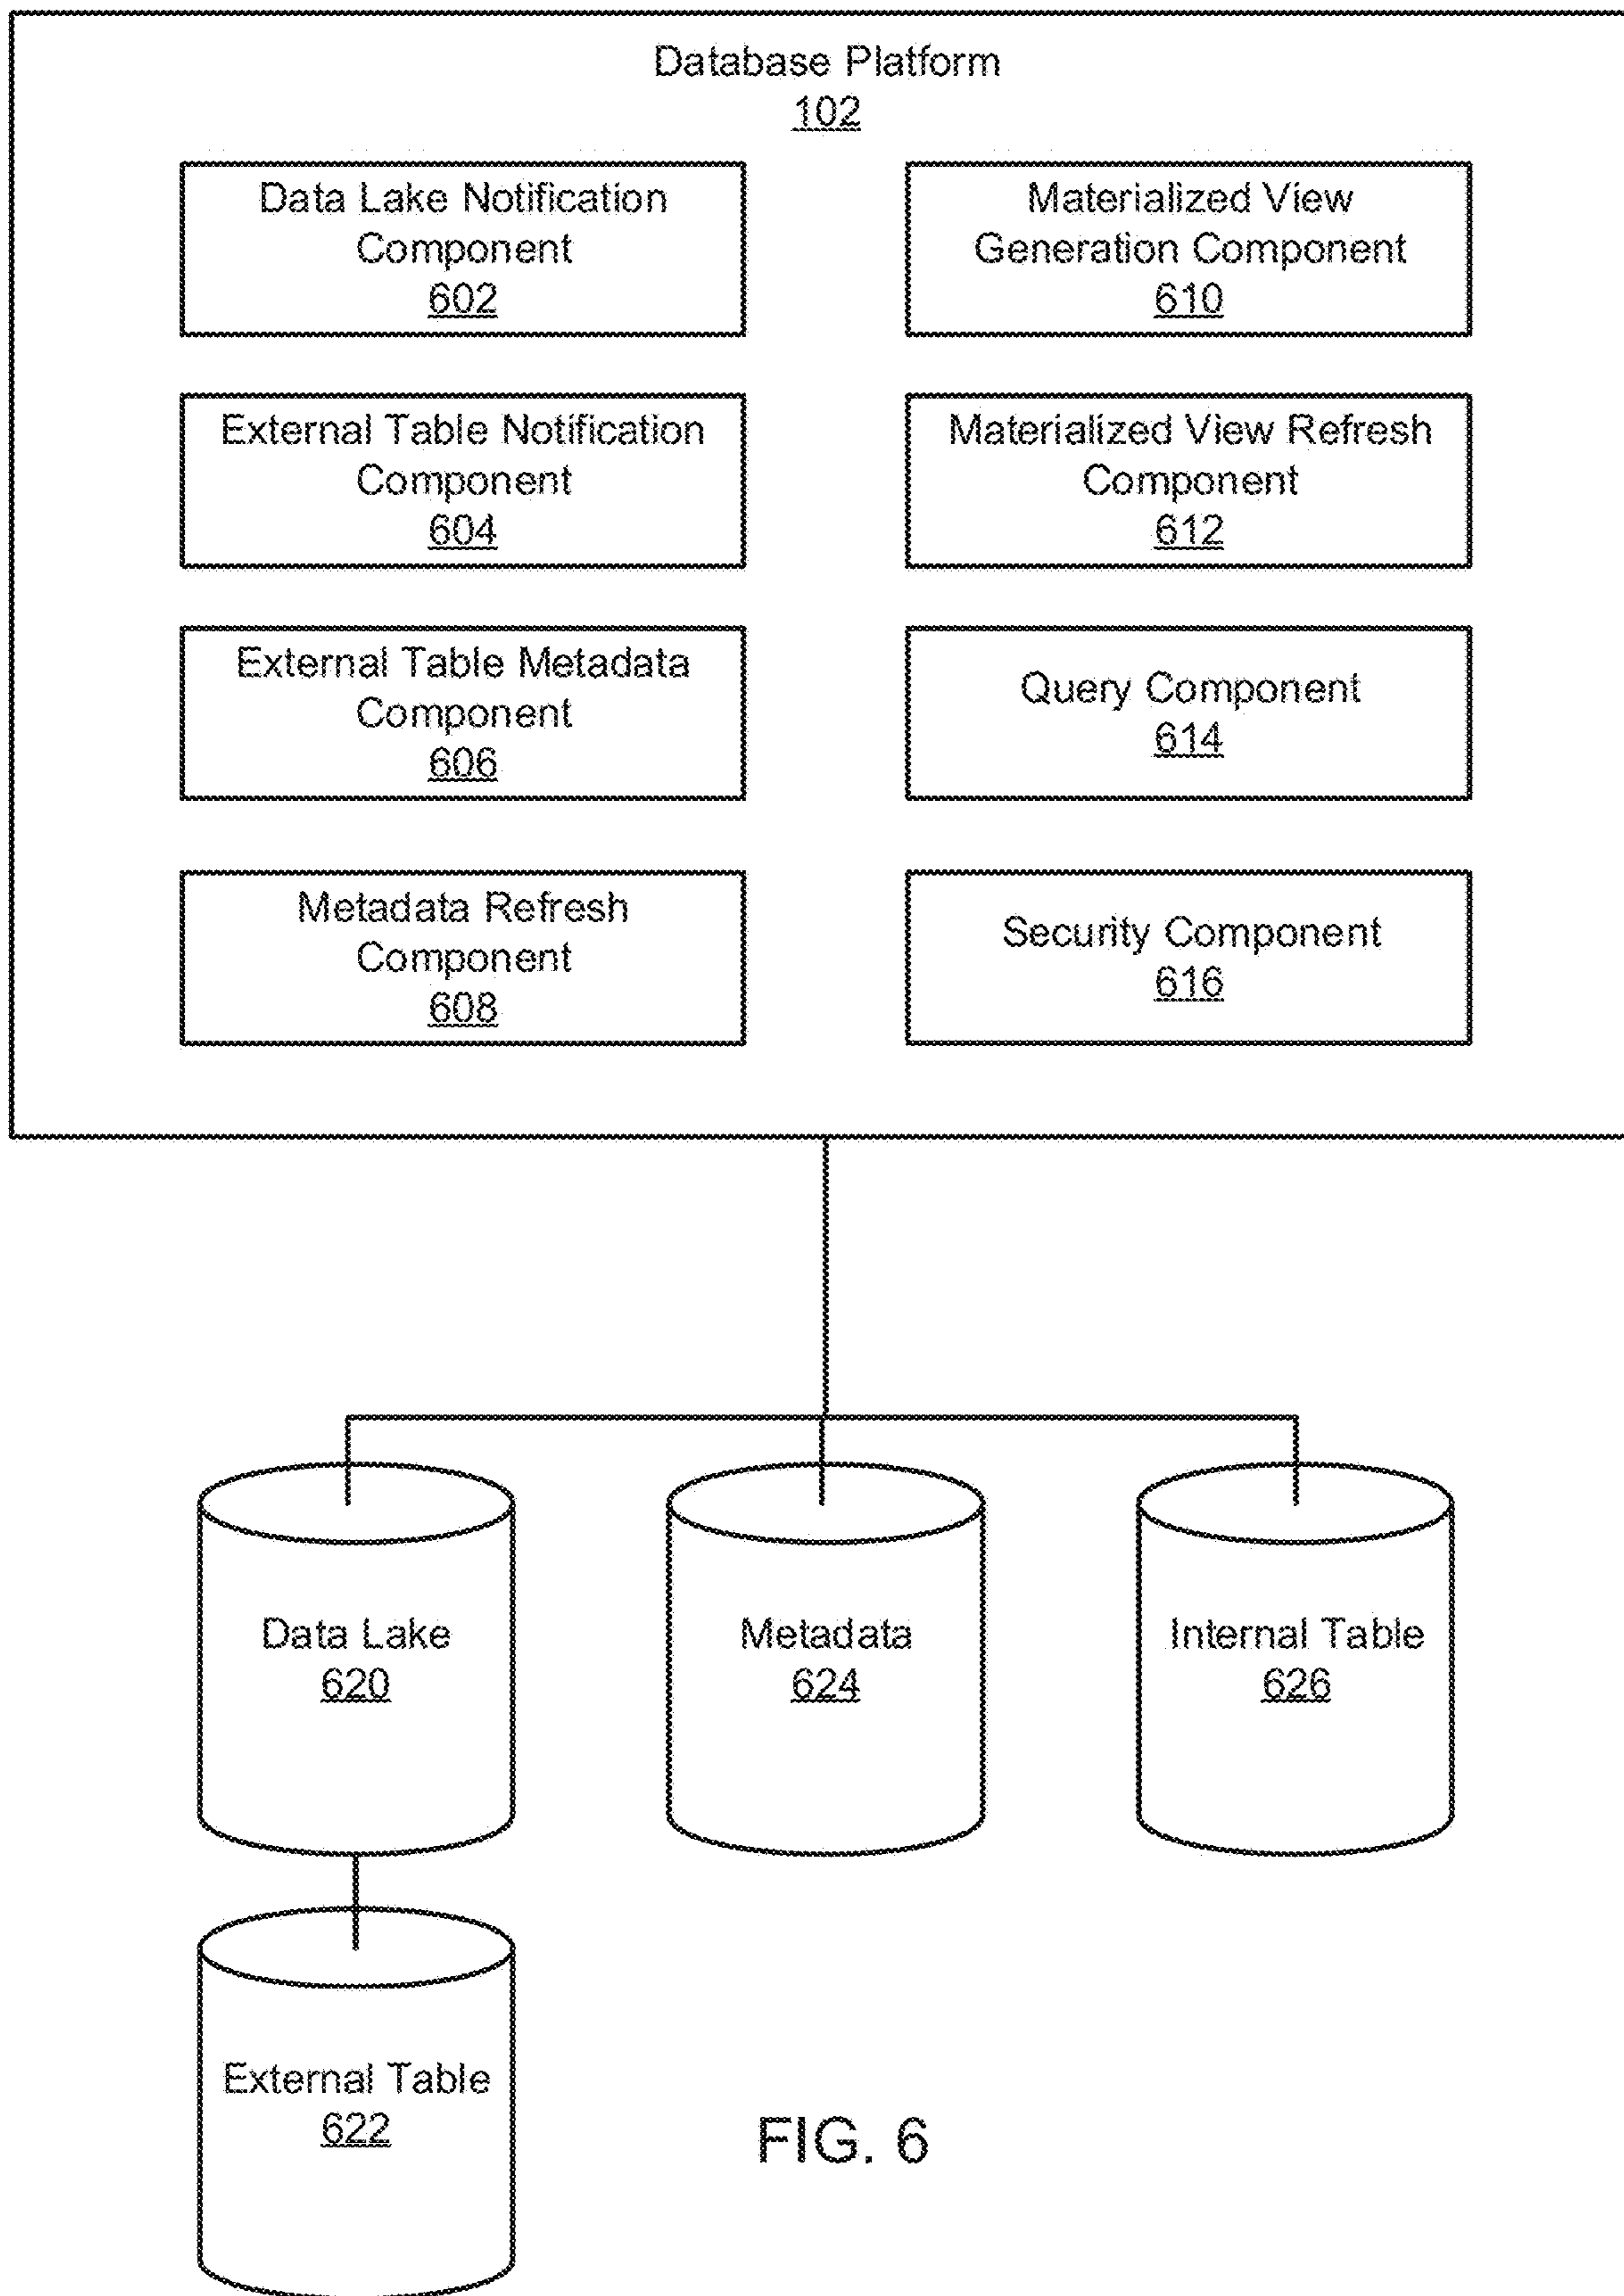 Database Platform
102
Data Lake Notification
Component
602
Materialized View
Generation Component
610
External Table Notification
Component
604
Materialized View Refresh
Component
612
External Table Metadata
Component
606
Query Component
614
Metadata Refresh
Component
608
Security Component
616
Data Lake
620
Metadata
624
Internal Table
626
External Table
622
FIG. 6